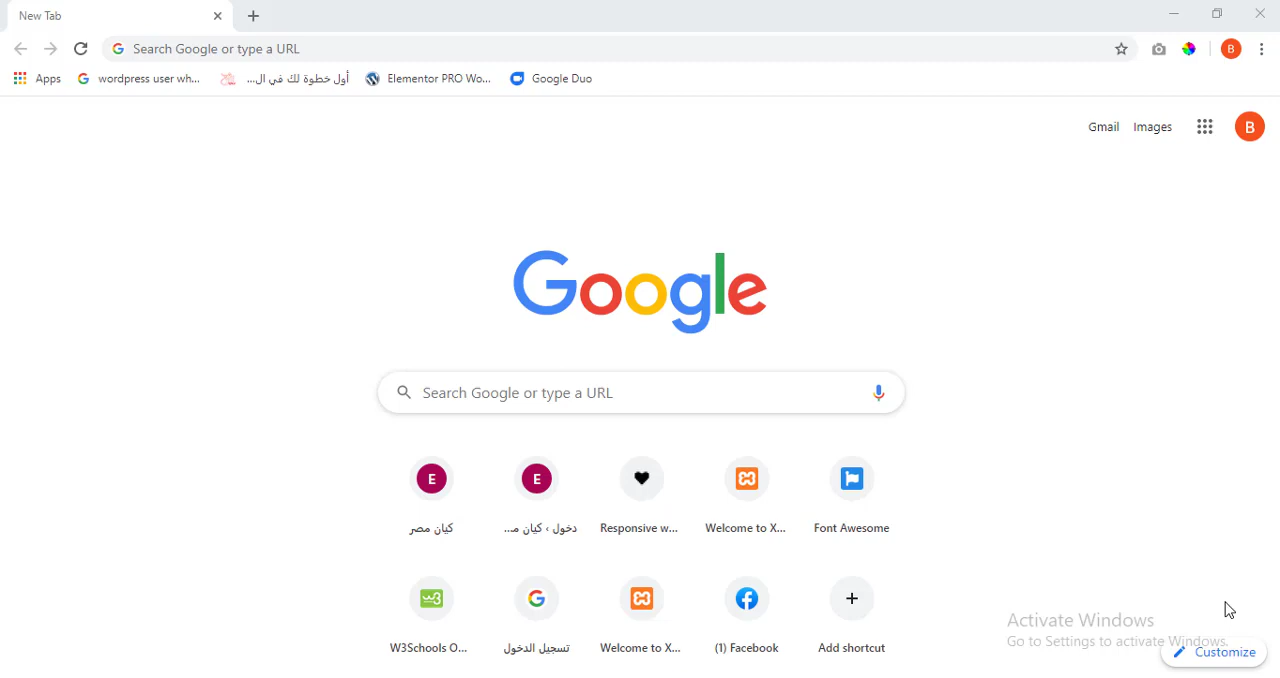 New Tab
Search Google or type a URL
B
Apps
wordpress user wh...
أول خطوة لك في ال...
Elementor PRO Wo...
Google Duo
Gmail
Images
B
Google
Search Google or type a URL
E
E
كيان مصر
دخول › كيان م...
Responsive w...
Welcome to X...
Font Awesome
W3Schools O...
تسجيل الدخول
Welcome to X...
(1) Facebook
Add shortcut
Activate Windows
Go to Settings to activate Windows.
Customize